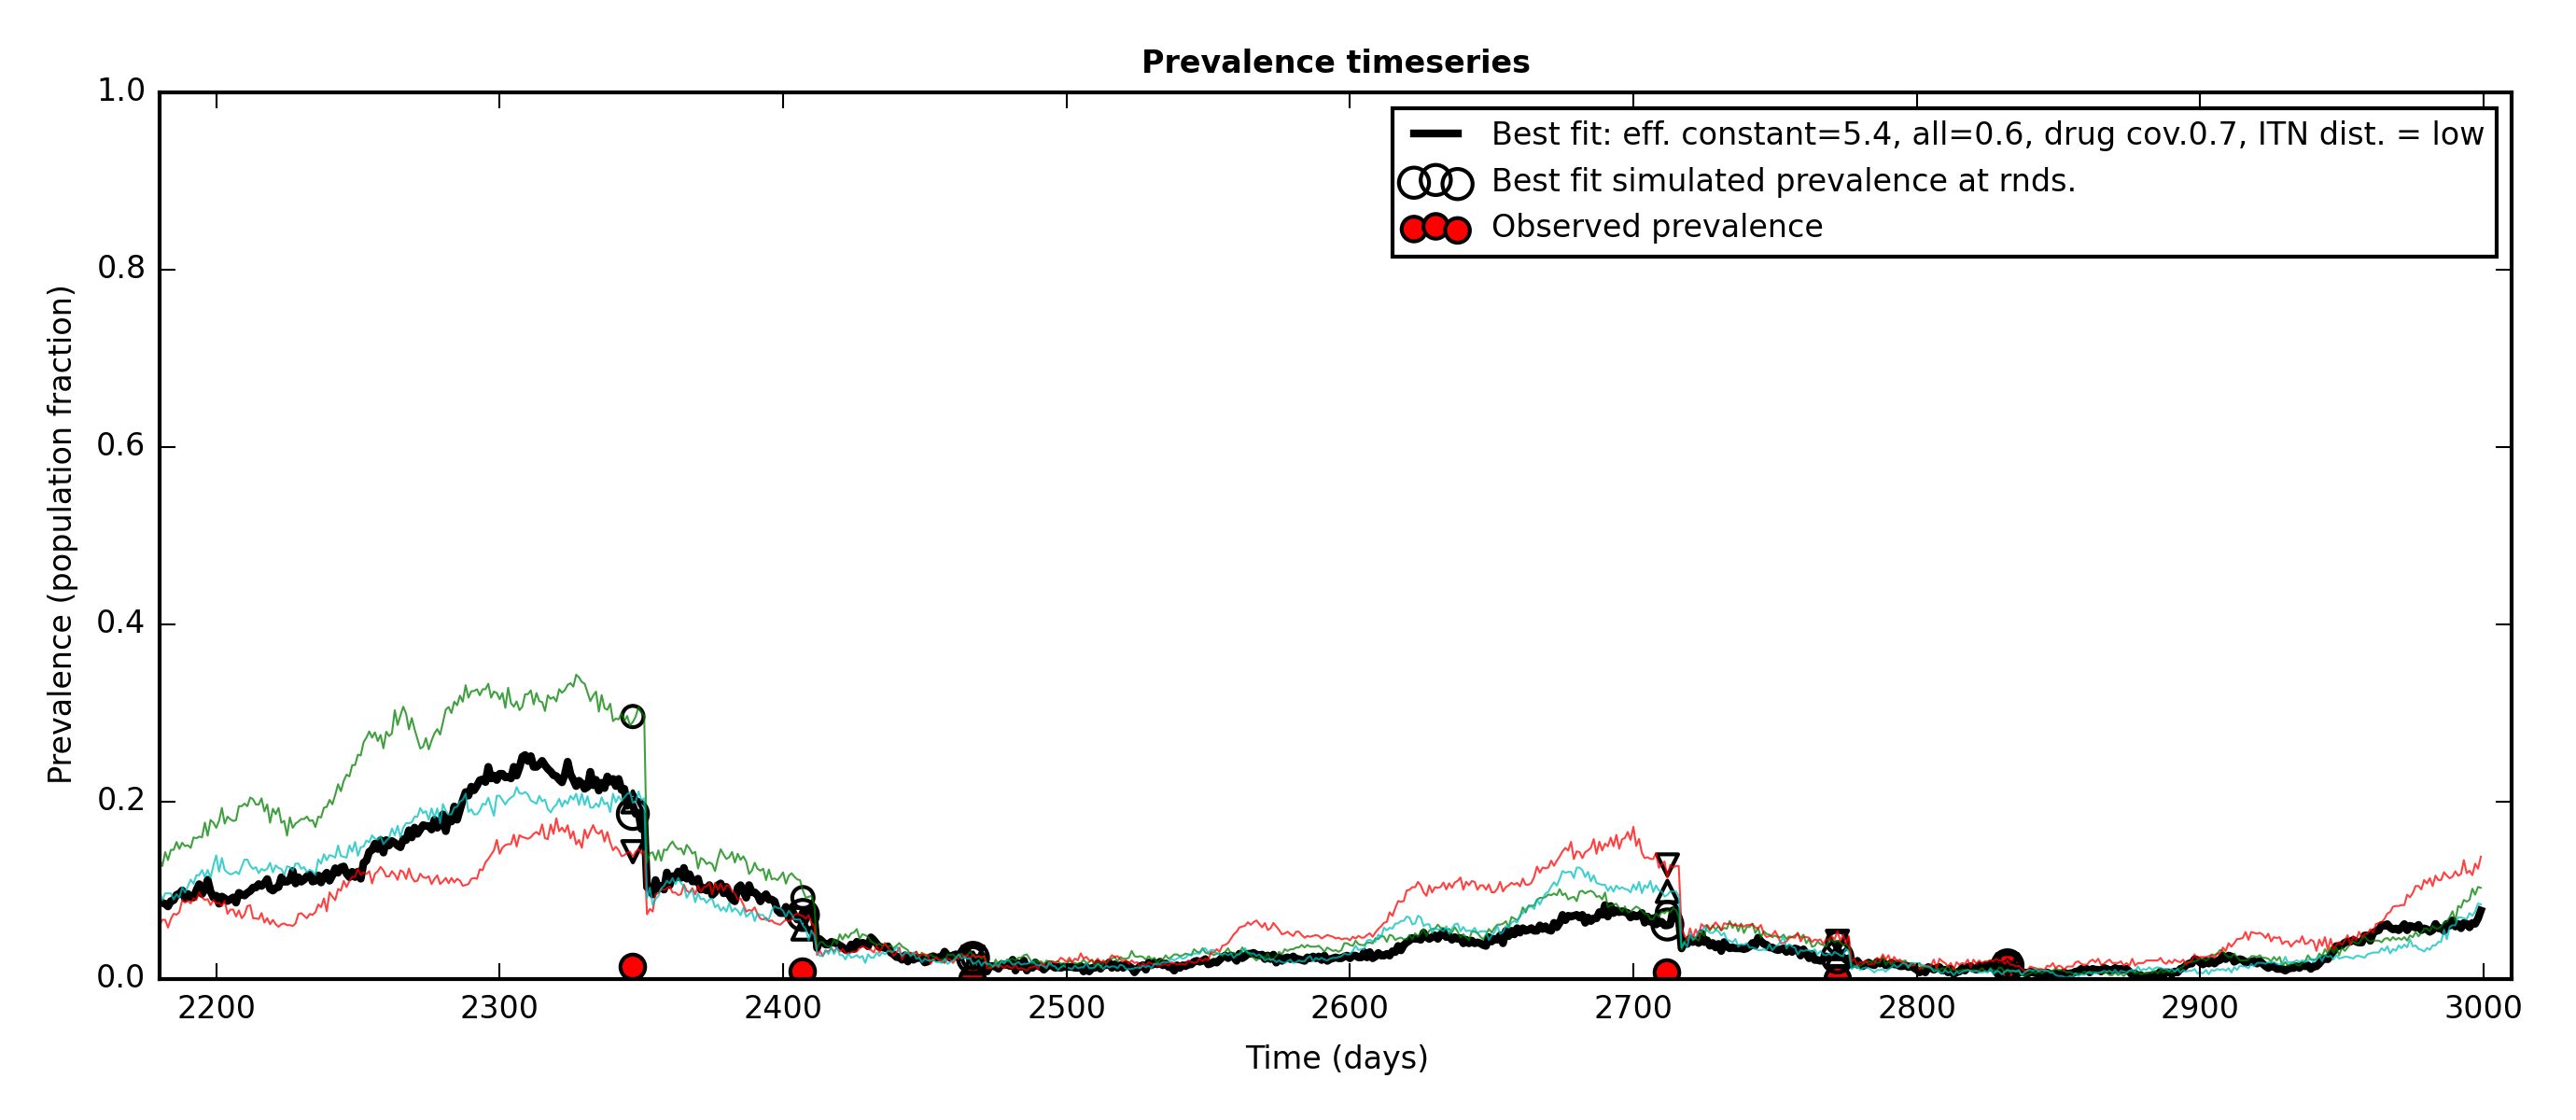 Prevalence timeseries
Best fit: eff. constant=5.4, all=0.6, drug cov.0.7, ITN dist. = low
Best fit simulated prevalence at rnds.
Observed prevalence
Prevalence (population fraction)
1.0
0.8
0.6
0.4
0.2
0.0
2200 2300 2400 2500 2600 2700 2800 2900 3000
Time (days)